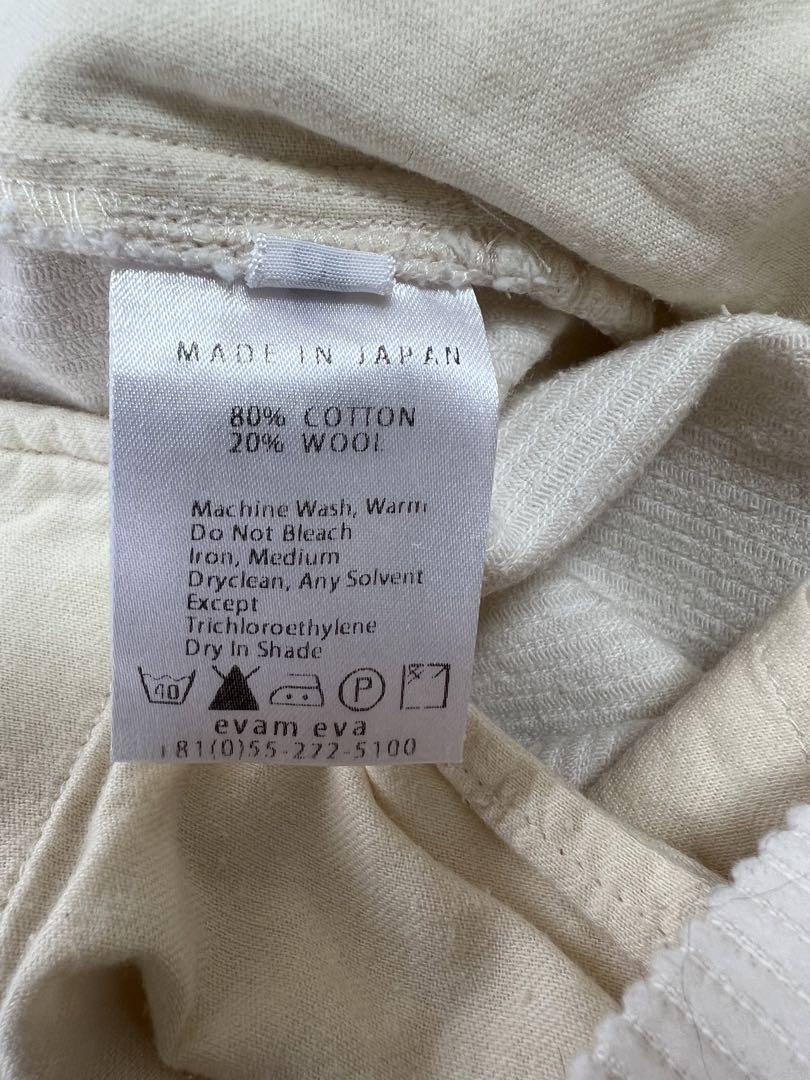 MADE IN JAPAN
80% COTTON
20% WOOL
Machine Wash, Warm
Do Not Bleach
Iron, Medium
Dryclean, Any Solvent
Except
Trichloroethylene
Dry In Shade
40 P
evam eva
+81(0)55-272-5100